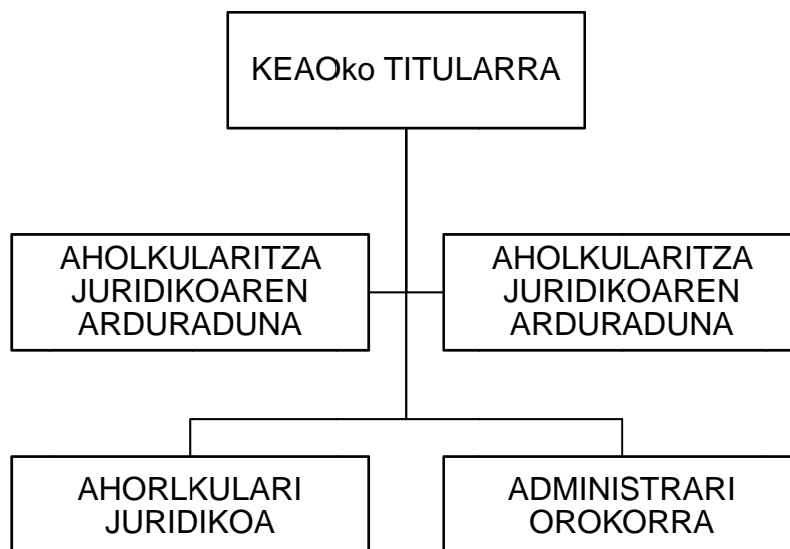 KEAOko TITULARRA
AHOLKULARITZA
JURIDIKOAREN
ARDURADUNA
AHOLKULARITZA
JURIDIKOAREN
ARDURADUNA
AHORLKULARI
JURIDIKOA
ADMINISTRARI
OROKORRA